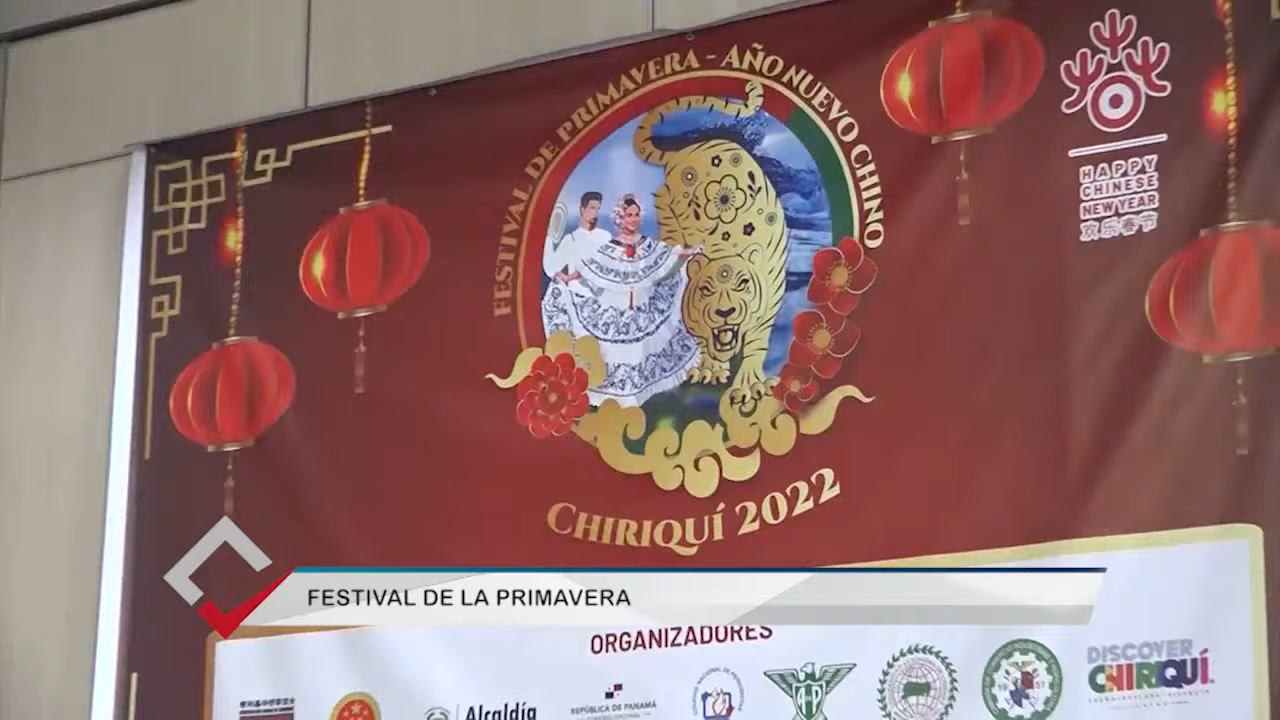 FESTIVAL DE PRIMAVERA - AÑO NUEVO CHINO
HAPPY
CHINESE
NEW YEAR
欢乐春节
CHIRIQUÍ 2022
FESTIVAL DE LA PRIMAVERA
ORGANIZADORES
Alcaldía
REPÚBLICA DE PANAMÁ
DISCOVER
CHIRIQUÍ.